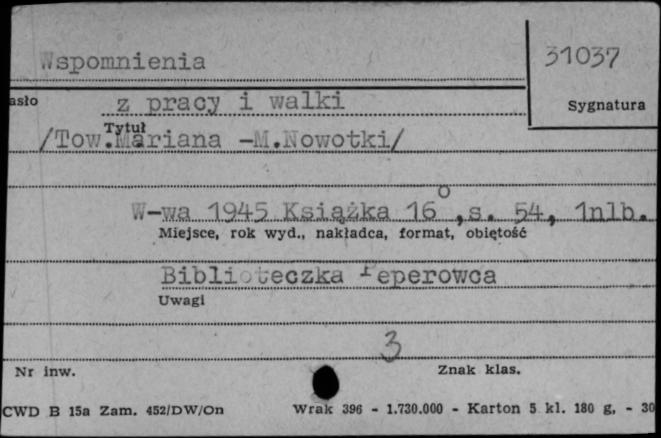 Wspomnienia
31037
asło
z pracy i walki
Sygnatura
Tytuł
/Tow.Mariana -M.Nowotki/
W-wa 1945 Książka 16°,s. 54, 1nlb.
Miejsce, rok wyd., nakładca, format, objętość
Biblioteczka Peperowca
Uwagi
3
Nr inw.
Znak klas.
CWD B 15a Zam. 452/DW/On
Wrak 396 - 1.730.000 - Karton 5 kl. 180 g, - 30